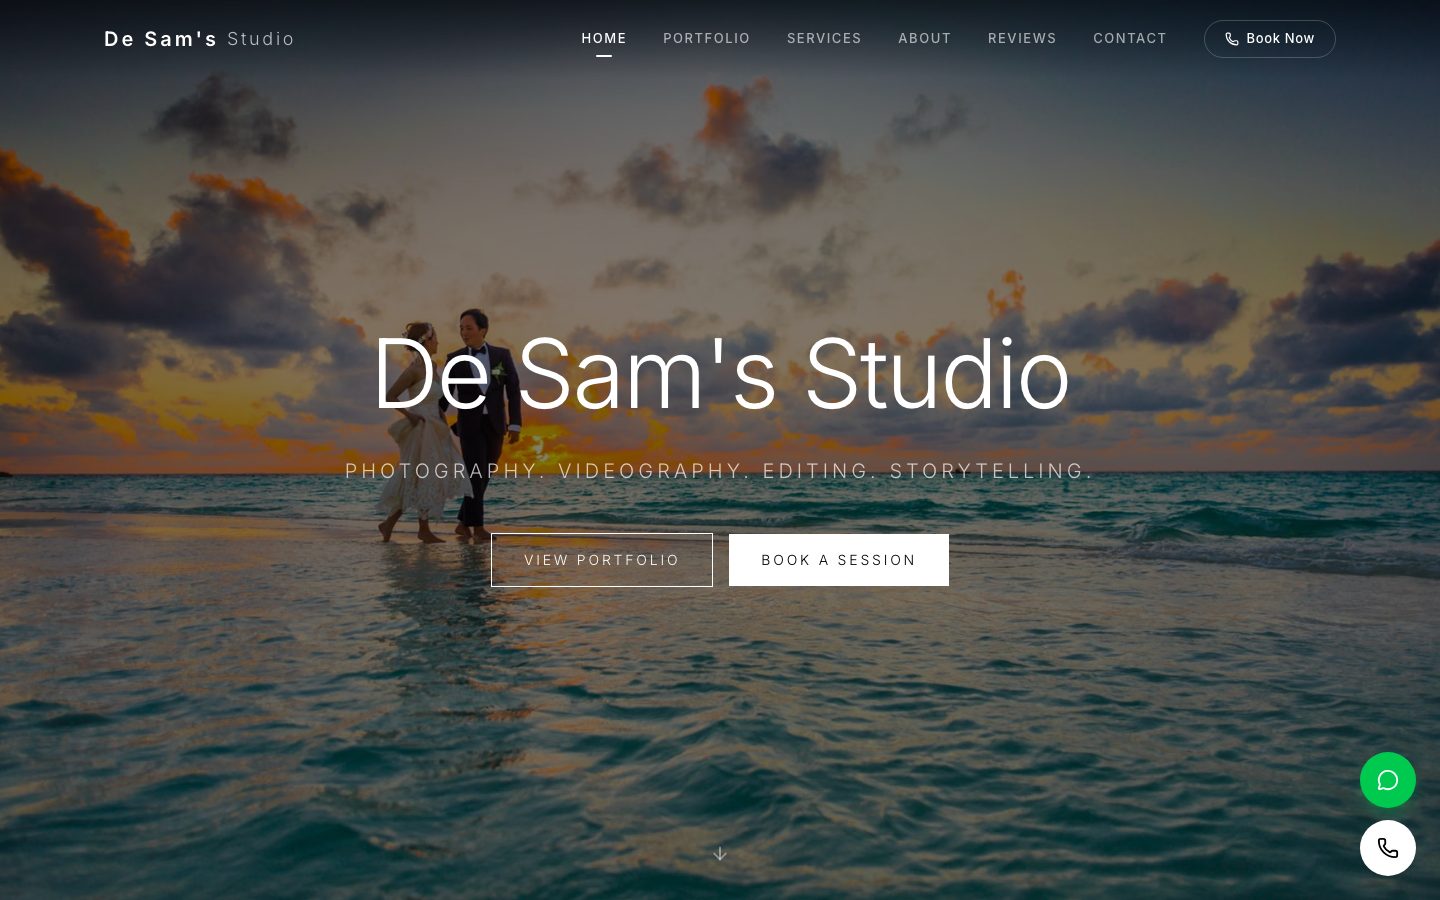 De Sam's Studio
HOME
PORTFOLIO
SERVICES
ABOUT
REVIEWS
CONTACT
Book Now
De Sam's Studio
PHOTOGRAPHY. VIDEOGRAPHY. EDITING. STORYTELLING.
VIEW PORTFOLIO
BOOK A SESSION